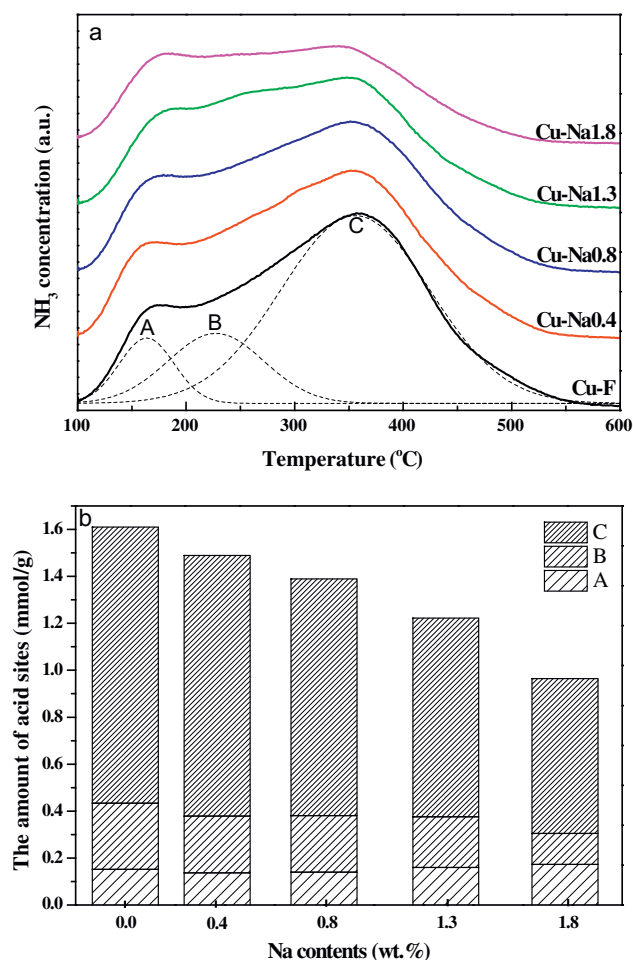 a
NH3 concentration (a.u.)
Cu-Na1.8
Cu-Na1.3
Cu-Na0.8
Cu-Na0.4
Cu-F
A
B
C
100 200 300 400 500 600
Temperature (°C)
b
The amount of acid sites (mmol/g)
1.6
1.4
1.2
1.0
0.8
0.6
0.4
0.2
0.0
C
B
A
0.0 0.4 0.8 1.3 1.8
Na contents (wt.%)